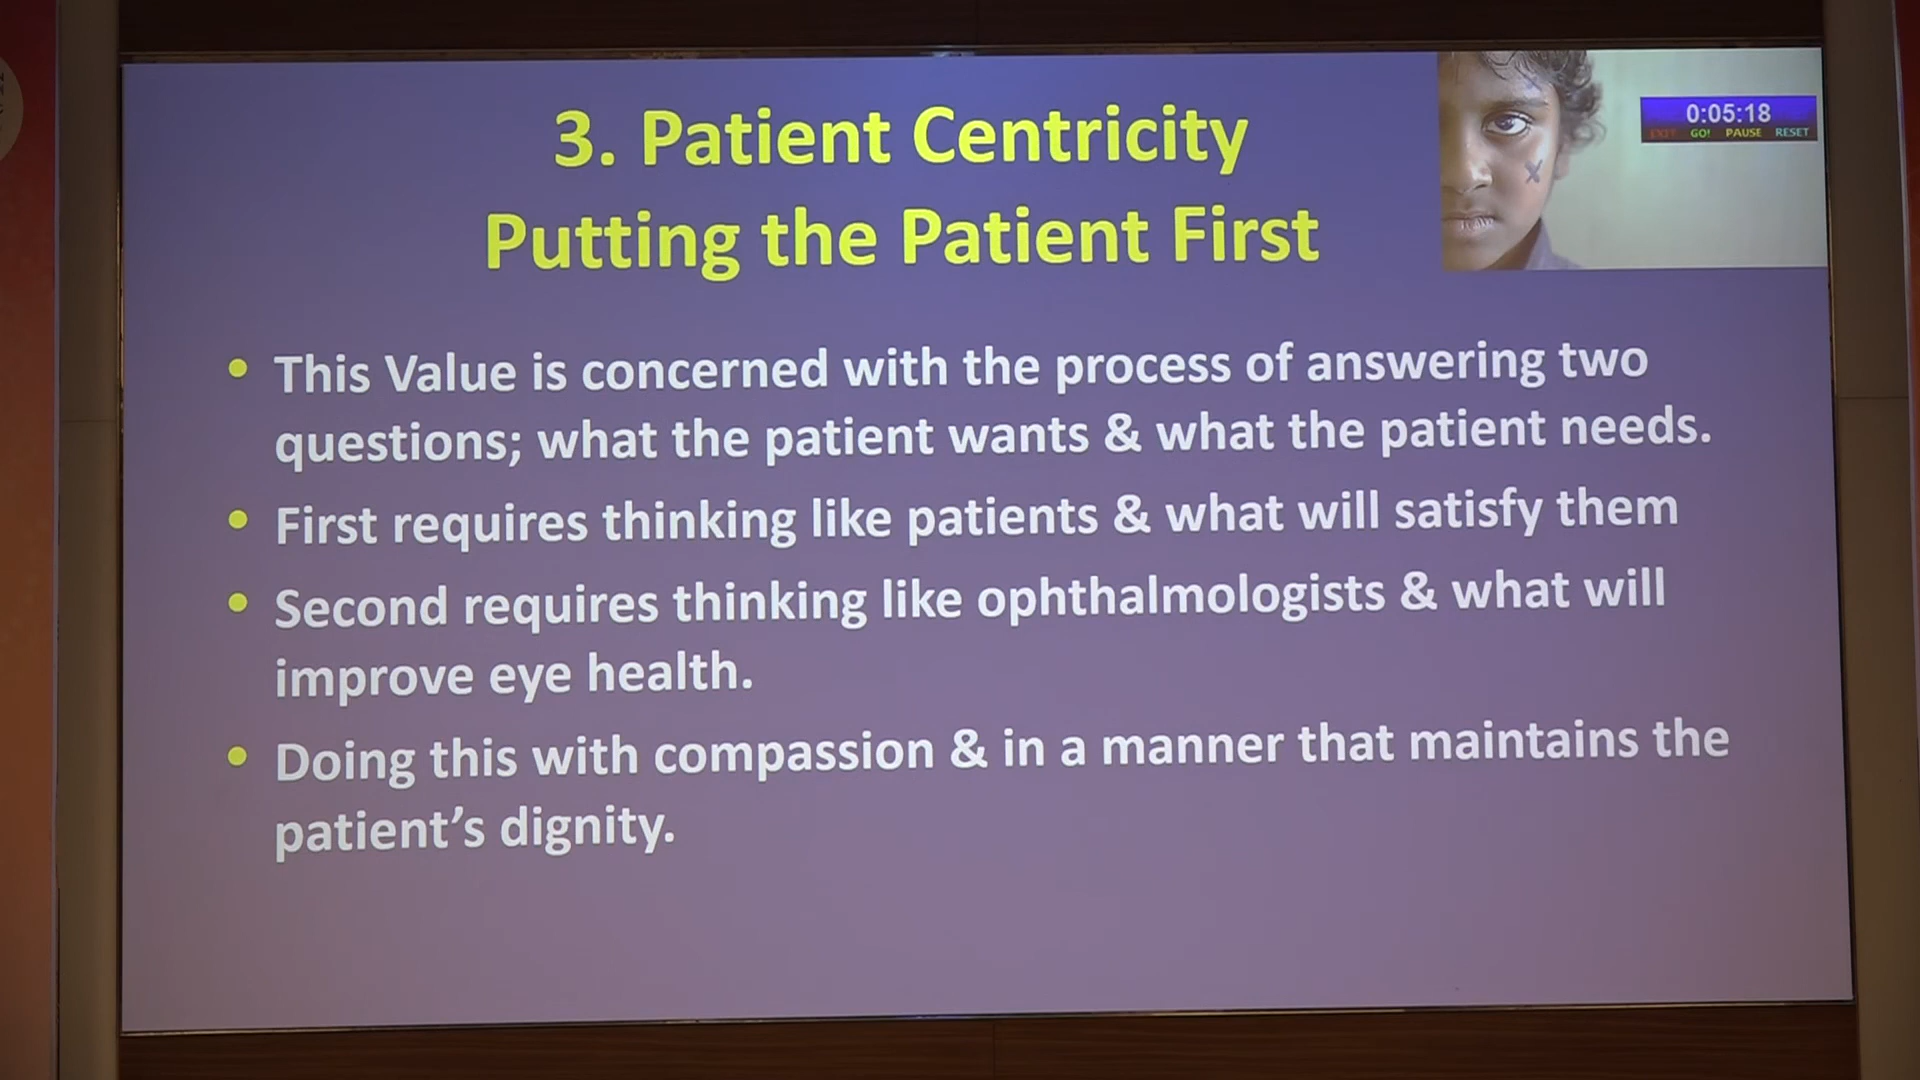 3. Patient Centricity
Putting the Patient First
0:05:18
EXIT GO! PAUSE RESET
• This Value is concerned with the process of answering two
questions; what the patient wants & what the patient needs.
• First requires thinking like patients & what will satisfy them
• Second requires thinking like ophthalmologists & what will
improve eye health.
• Doing this with compassion & in a manner that maintains the
patient’s dignity.